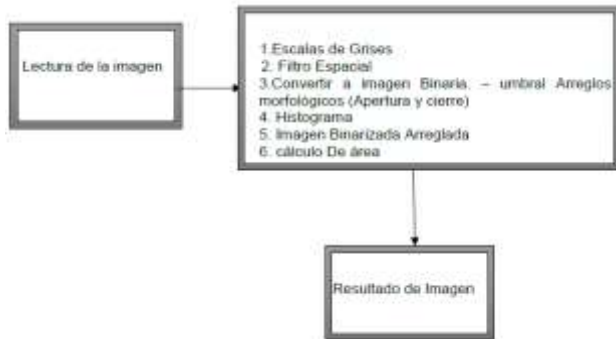 Lectura de la imagen
1.Escalas de Grises
2. Filtro Espacial
3.Convertir a imagen Binaria. – umbral Arreglos
morfológicos (Apertura y cierre)
4. Histograma
5. Imagen Binarizada Arreglada
6. cálculo De área
Resultado de Imagen